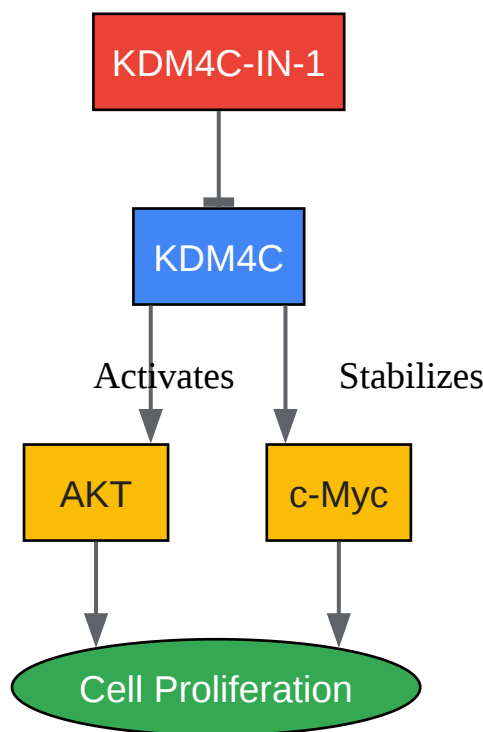 KDM4C-IN-1
KDM4C
Activates
Stabilizes
AKT
c-Myc
Cell Proliferation